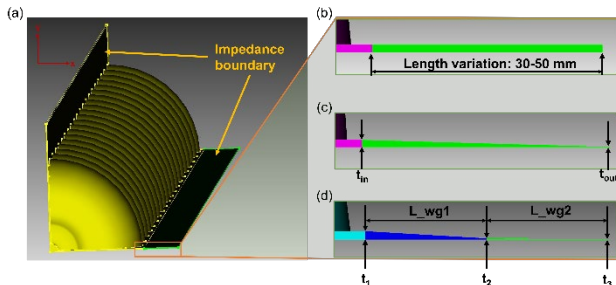 (a)
Impedance
boundary
(b)
Length variation: 30-50 mm
(c)
t_in
t_out
(d)
L_wg1
L_wg2
t_1
t_2
t_3